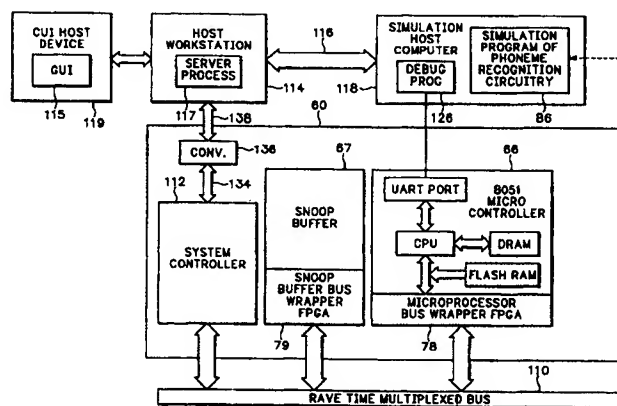 CUI HOST DEVICE
GUI
115
119
HOST WORKSTATION
SERVER PROCESS
117
114
116
138
SIMULATION HOST COMPUTER
DEBUG PROC
118
126
SIMULATION PROGRAM OF PHONEME RECOGNITION CIRCUITRY
86
60
CONV.
136
134
112
SYSTEM CONTROLLER
67
SNOOP BUFFER
SNOOP BUFFER BUS WRAPPER FPGA
79
66
UART PORT
8051 MICRO CONTROLLER
CPU
DRAM
FLASH RAM
MICROPROCESSOR BUS WRAPPER FPGA
78
110
RAVE TIME MULTIPLEXED BUS